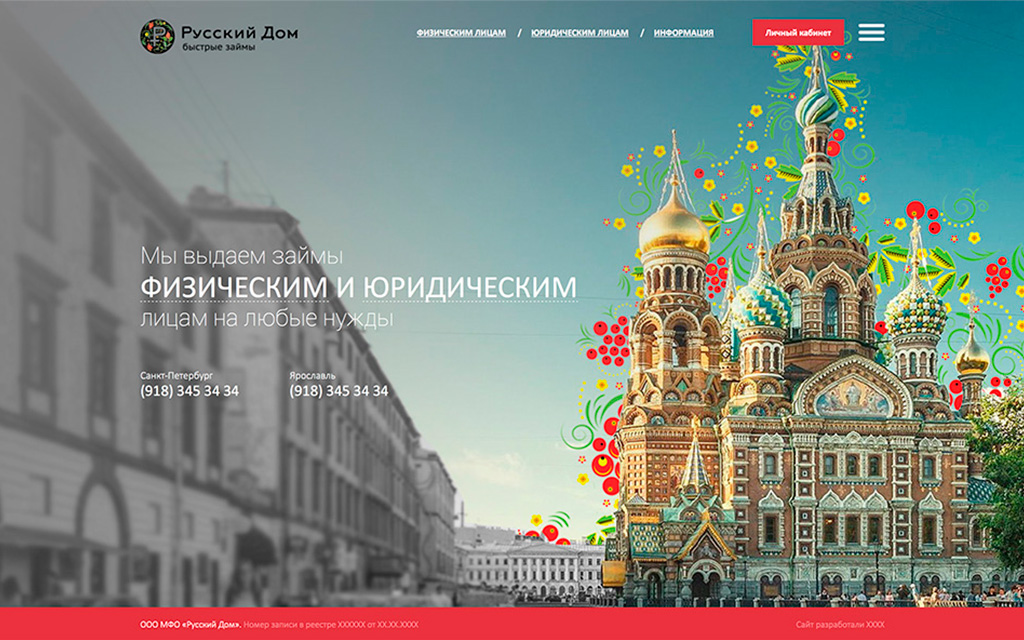 Русский Дом
быстрые займы
ФИЗИЧЕСКИМ ЛИЦАМ / ЮРИДИЧЕСКИМ ЛИЦАМ / ИНФОРМАЦИЯ
Личный кабинет
Мы выдаем займы
ФИЗИЧЕСКИМ И ЮРИДИЧЕСКИМ
лицам на любые нужды
Санкт-Петербург
(918) 345 34 34
Ярославль
(918) 345 34 34
ООО МФО «Русский Дом». Номер записи в реестре XXXXXX от XX.XX.XXXX
Сайт разработали XXXX